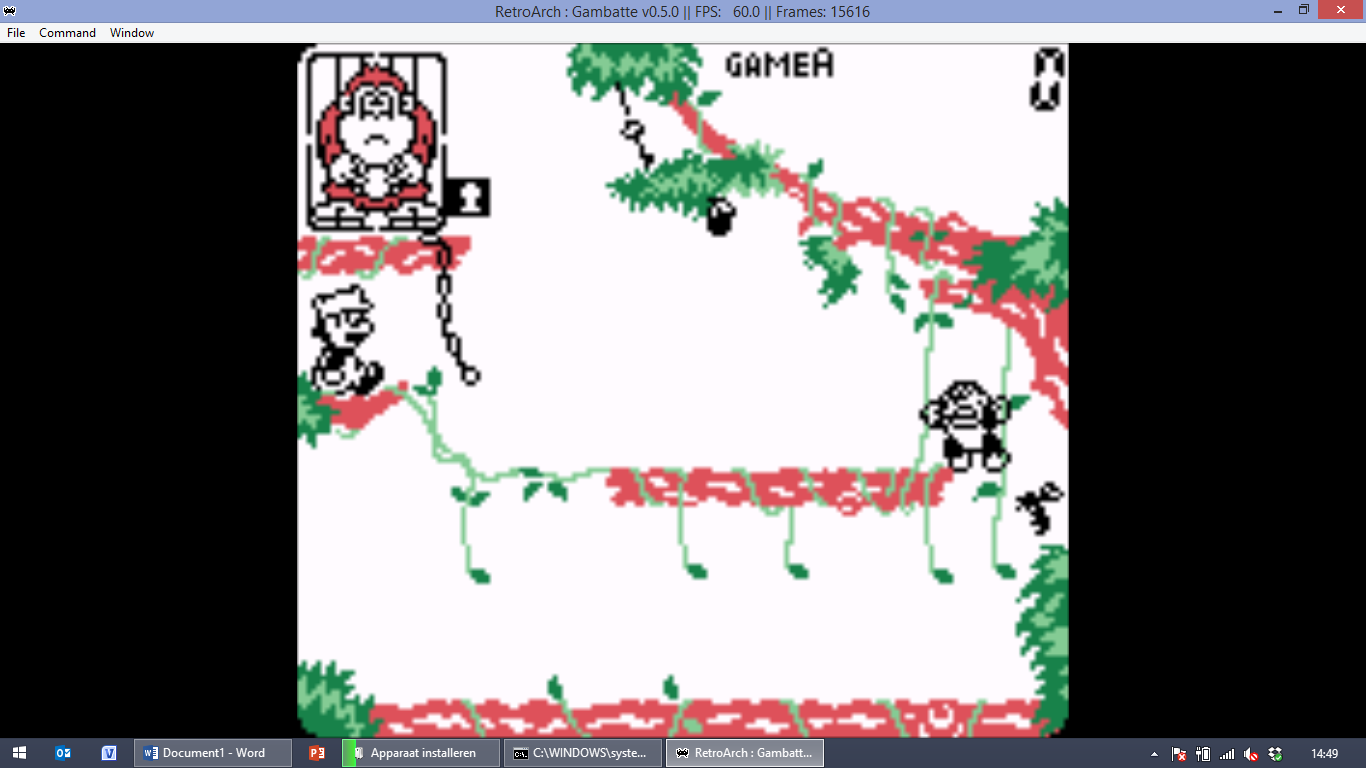 RetroArch : Gambatte v0.5.0 || FPS: 60.0 || Frames: 15616
File Command Window
GAME A
0
Document1 - Word
Apparaat installeren
C:\WINDOWS\syste...
RetroArch : Gambatt...
14:49